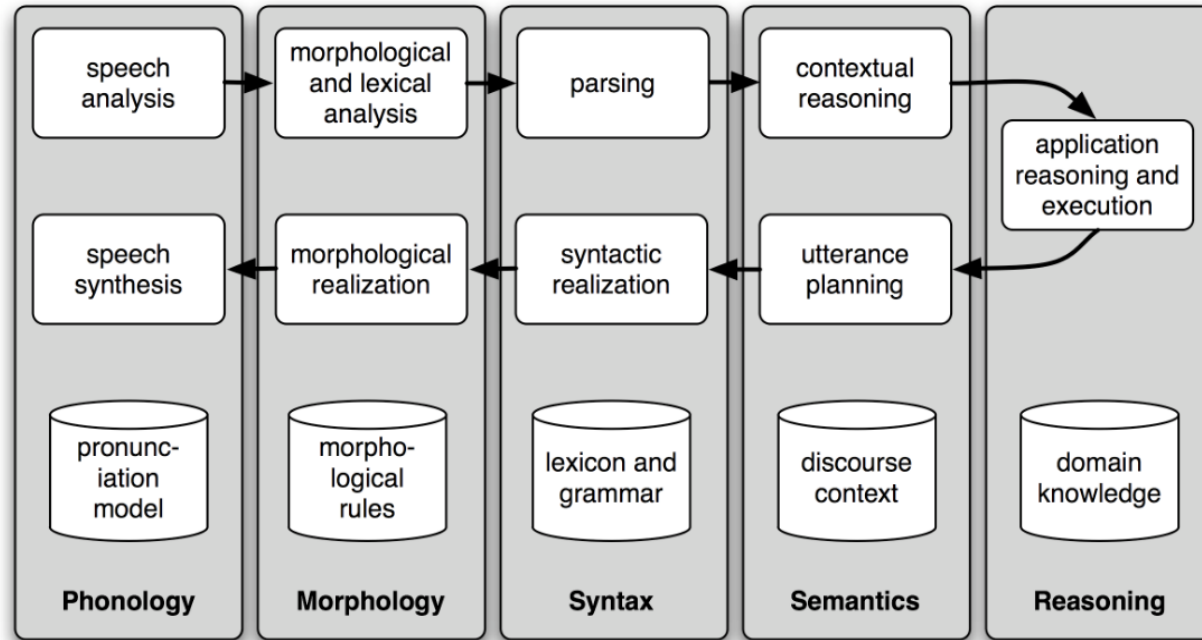 speech
analysis
morphological
and lexical
analysis
parsing
contextual
reasoning
application
reasoning and
execution
speech
synthesis
morphological
realization
syntactic
realization
utterance
planning
pronunc-
iation
model
morpho-
logical
rules
lexicon and
grammar
discourse
context
domain
knowledge
Phonology
Morphology
Syntax
Semantics
Reasoning